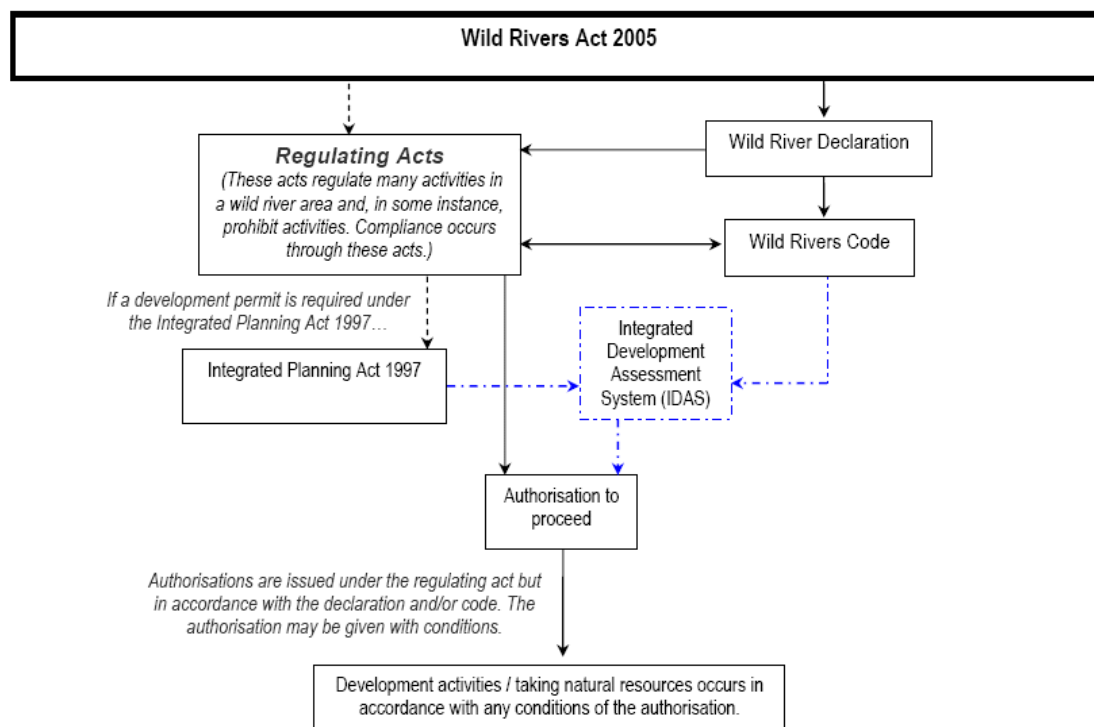 Wild Rivers Act 2005
Regulating Acts
(These acts regulate many activities in
a wild river area and, in some instance,
prohibit activities. Compliance occurs
through these acts.)
Wild River Declaration
Wild Rivers Code
If a development permit is required under
the Integrated Planning Act 1997…
Integrated Planning Act 1997
Integrated
Development
Assessment
System (IDAS)
Authorisation to
proceed
Authorisations are issued under the regulating act but
in accordance with the declaration and/or code. The
authorisation may be given with conditions.
Development activities / taking natural resources occurs in
accordance with any conditions of the authorisation.